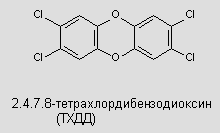 Cl O Cl
Cl O Cl
2.4.7.8-тетрахлордибензодиоксин
(ТХДД)